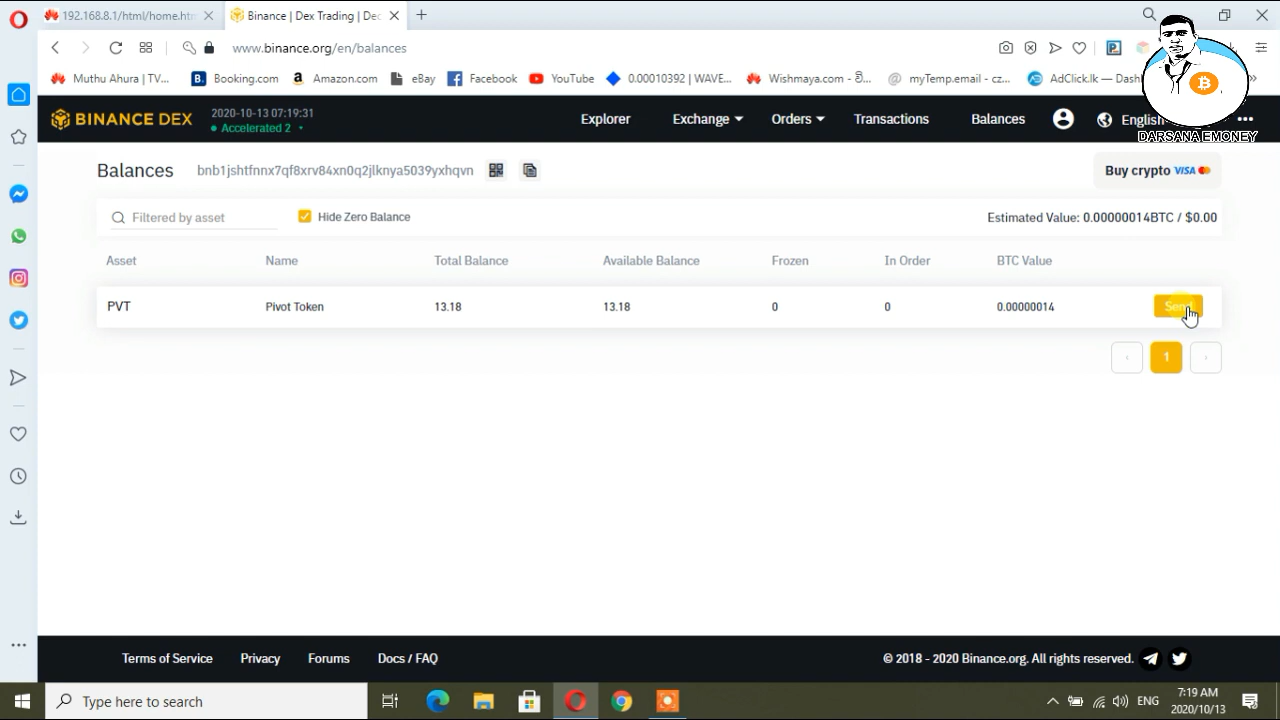 192.168.8.1/html/home.htm
Binance | Dex Trading | Dec
www.binance.org/en/balances
Muthu Ahura | TV...
Booking.com
Amazon.com
eBay
Facebook
YouTube
0.00010392 | WAVE...
Wishmaya.com - විි...
myTemp.email - cz...
AdClick.lk — Dashb
DARSANA EMONEY
BINANCE DEX
2020-10-13 07:19:31
Accelerated 2
Explorer
Exchange
Orders
Transactions
Balances
English
Balances
bnb1jshtfnnx7qf8xrv84xn0q2jlknya5039yxhqvn
Buy crypto VISA
Filtered by asset
Hide Zero Balance
Estimated Value: 0.00000014BTC / $0.00
Asset Name Total Balance Available Balance Frozen In Order BTC Value
PVT Pivot Token 13.18 13.18 0 0 0.00000014 Send
1
Terms of Service Privacy Forums Docs / FAQ
© 2018 - 2020 Binance.org. All rights reserved.
Type here to search
ENG
7:19 AM
2020/10/13